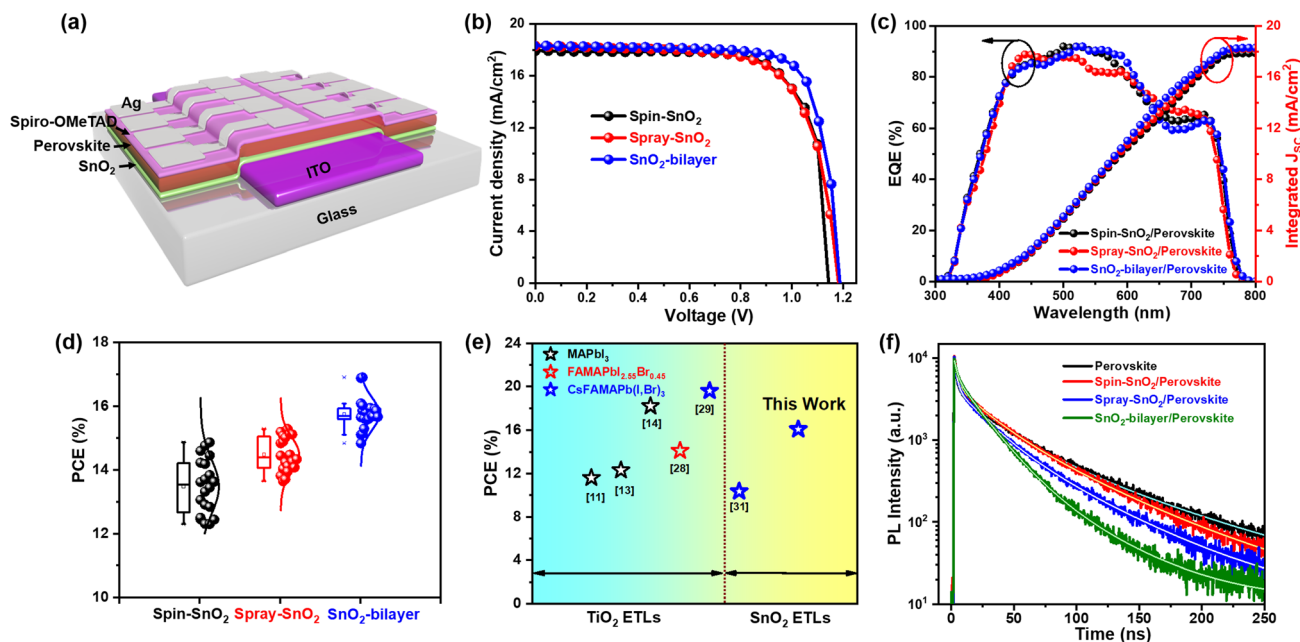 (a)
Ag
Spiro-OMeTAD
Perovskite
SnO₂
ITO
Glass
(b)
Current density (mA/cm²)
20
16
12
8
4
0
Spin-SnO₂
Spray-SnO₂
SnO₂-bilayer
0.0 0.2 0.4 0.6 0.8 1.0 1.2
Voltage (V)
(c)
EQE (%)
100
80
60
40
20
0
Spin-SnO₂/Perovskite
Spray-SnO₂/Perovskite
SnO₂-bilayer/Perovskite
20
16
12
8
4
0
Integrated J_SC (mA/cm²)
300 400 500 600 700 800
Wavelength (nm)
(d)
PCE (%)
18
16
14
12
10
Spin-SnO₂ Spray-SnO₂ SnO₂-bilayer
(e)
PCE (%)
24
20
16
12
8
4
0
MAPbI₃
FAMAPbI₂.₅₅Br₀.₄₅
CsFAMAPb(I,Br)₃
This Work
[29]
[14]
[28]
[11]
[13]
[31]
TiO₂ ETLs SnO₂ ETLs
(f)
PL Intensity (a.u.)
10⁴
10³
10²
10¹
Perovskite
Spin-SnO₂/Perovskite
Spray-SnO₂/Perovskite
SnO₂-bilayer/Perovskite
0 50 100 150 200 250
Time (ns)